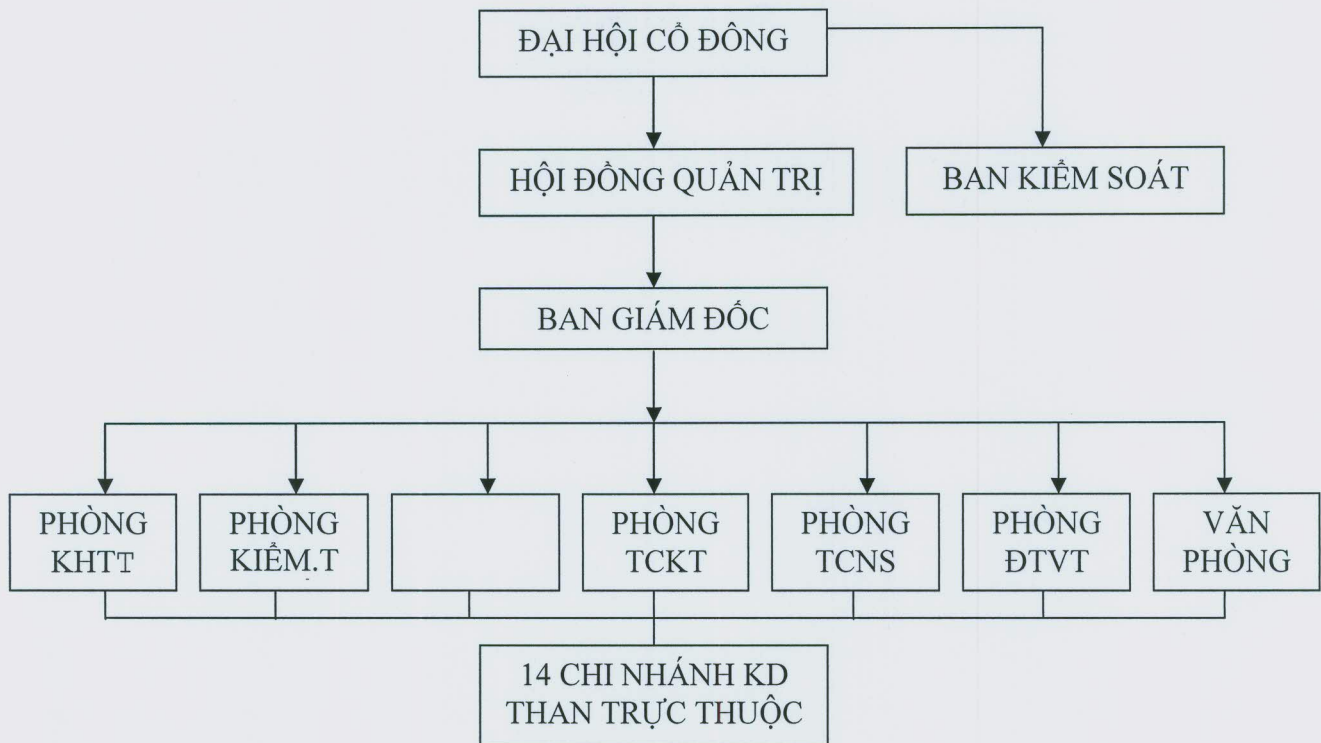 ĐẠI HỘI CỔ ĐÔNG
HỘI ĐỒNG QUẢN TRỊ
BAN KIỂM SOÁT
BAN GIÁM ĐỐC
PHÒNG
KHTT
PHÒNG
KIỂM.T
PHÒNG
TCKT
PHÒNG
TCNS
PHÒNG
ĐTVT
VĂN
PHÒNG
14 CHI NHÁNH KD
THAN TRỰC THUỘC